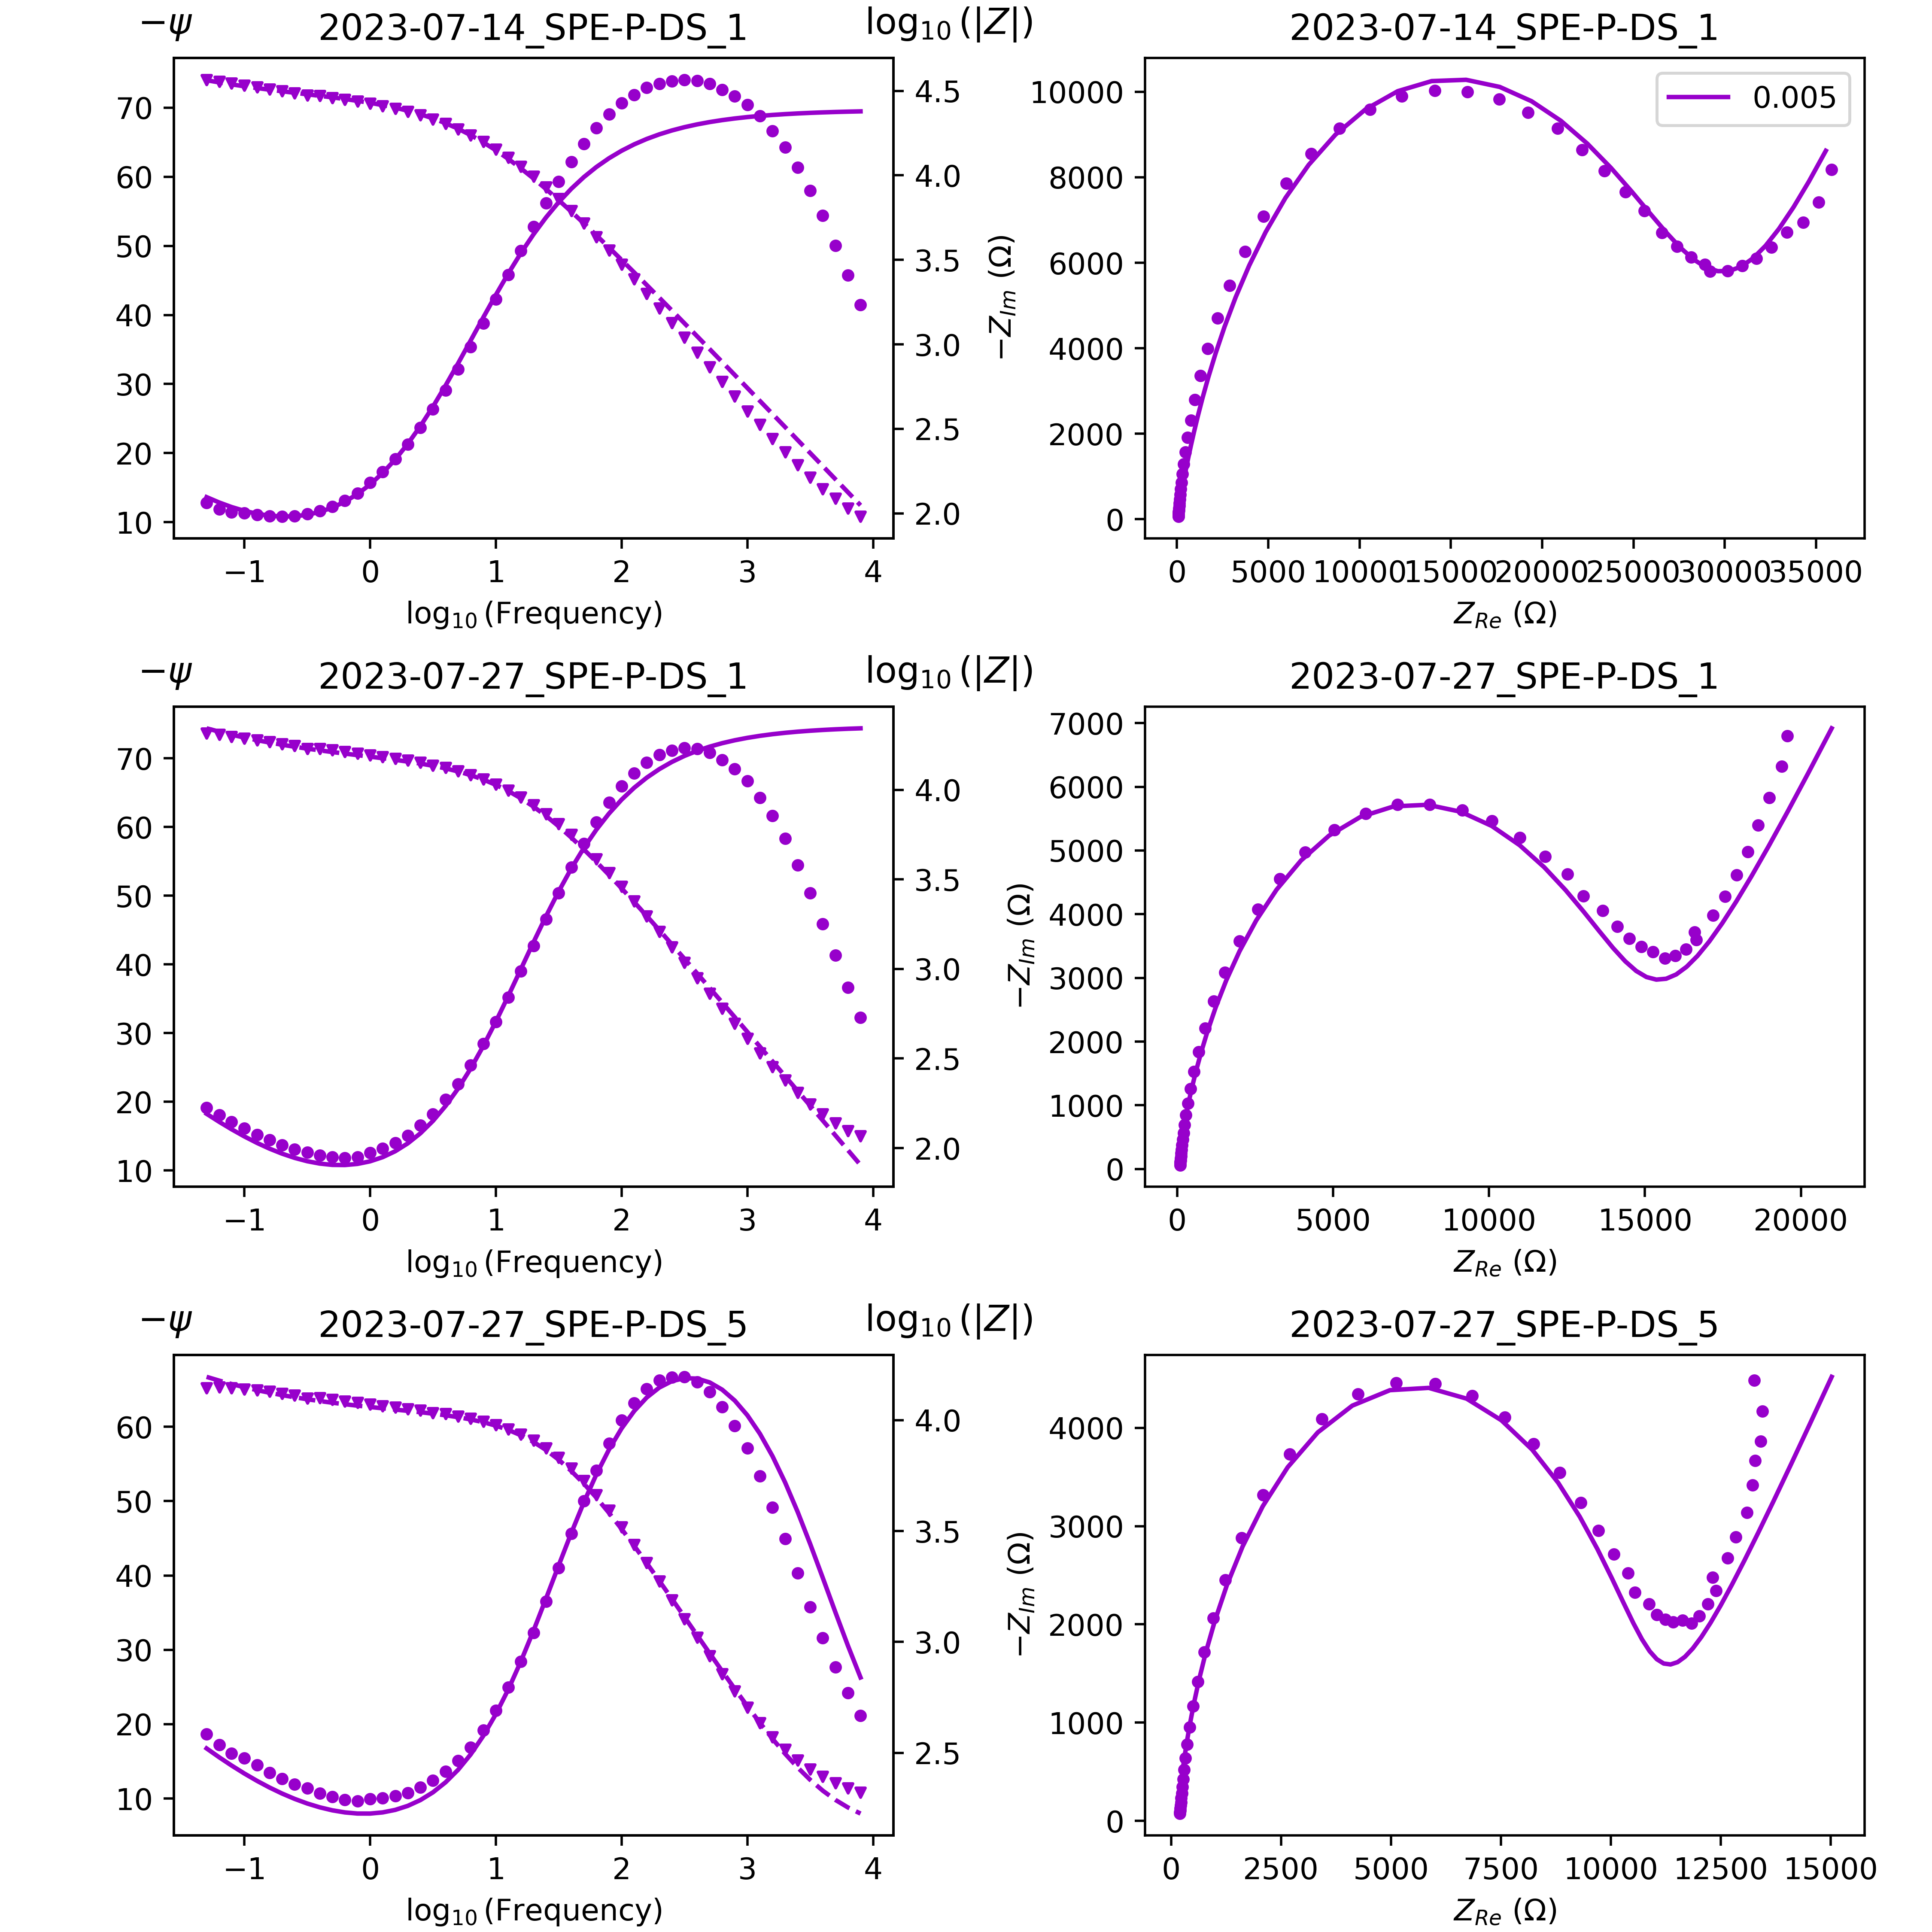 −ψ 2023-07-14_SPE-P-DS_1 log₁₀(|Z|)
70
60
50
40
30
20
10
4.5
4.0
3.5
3.0
2.5
2.0
−1 0 1 2 3 4
log₁₀(Frequency)
2023-07-14_SPE-P-DS_1
0.005
−Z_Im (Ω)
10000
8000
6000
4000
2000
0
0 5000 10000 15000 20000 25000 30000 35000
Z_Re (Ω)
−ψ 2023-07-27_SPE-P-DS_1 log₁₀(|Z|)
70
60
50
40
30
20
10
4.0
3.5
3.0
2.5
2.0
−1 0 1 2 3 4
log₁₀(Frequency)
2023-07-27_SPE-P-DS_1
−Z_Im (Ω)
7000
6000
5000
4000
3000
2000
1000
0
0 5000 10000 15000 20000
Z_Re (Ω)
−ψ 2023-07-27_SPE-P-DS_5 log₁₀(|Z|)
60
50
40
30
20
10
4.0
3.5
3.0
2.5
−1 0 1 2 3 4
log₁₀(Frequency)
2023-07-27_SPE-P-DS_5
−Z_Im (Ω)
4000
3000
2000
1000
0
0 2500 5000 7500 10000 12500 15000
Z_Re (Ω)